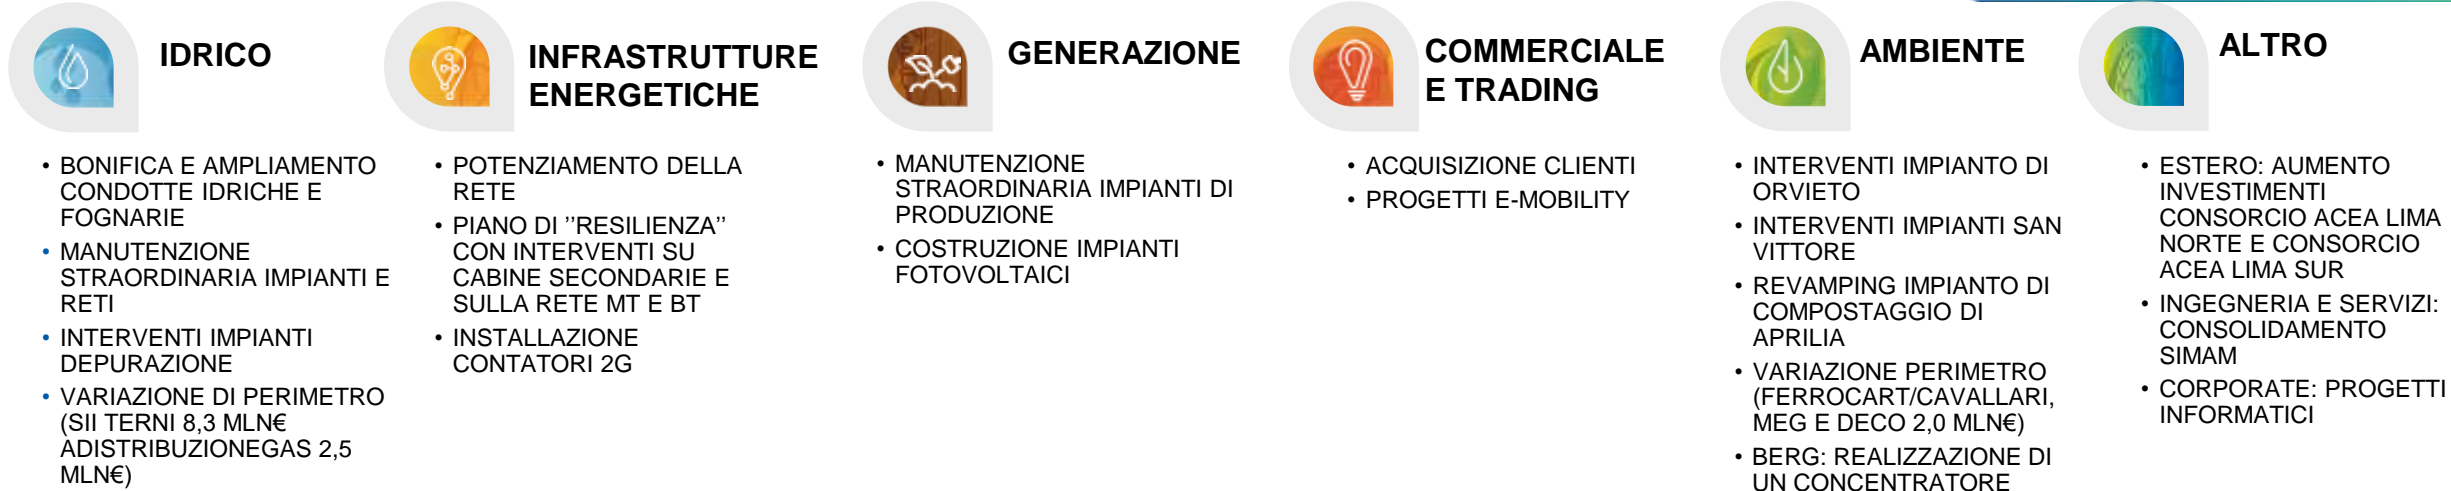 IDRICO
• BONIFICA E AMPLIAMENTO
CONDOTTE IDRICHE E
FOGNARIE
• MANUTENZIONE
STRAORDINARIA IMPIANTI E
RETI
• INTERVENTI IMPIANTI
DEPURAZIONE
• VARIAZIONE DI PERIMETRO
(SII TERNI 8,3 MLN€
ADISTRIBUZIONEGAS 2,5
MLN€)
INFRASTRUTTURE
ENERGETICHE
• POTENZIAMENTO DELLA
RETE
• PIANO DI ’’RESILIENZA’’
CON INTERVENTI SU
CABINE SECONDARIE E
SULLA RETE MT E BT
• INSTALLAZIONE
CONTATORI 2G
GENERAZIONE
• MANUTENZIONE
STRAORDINARIA IMPIANTI DI
PRODUZIONE
• COSTRUZIONE IMPIANTI
FOTOVOLTAICI
COMMERCIALE
E TRADING
• ACQUISIZIONE CLIENTI
• PROGETTI E-MOBILITY
AMBIENTE
• INTERVENTI IMPIANTO DI
ORVIETO
• INTERVENTI IMPIANTI SAN
VITTORE
• REVAMPING IMPIANTO DI
COMPOSTAGGIO DI
APRILIA
• VARIAZIONE PERIMETRO
(FERROCART/CAVALLARI,
MEG E DECO 2,0 MLN€)
• BERG: REALIZZAZIONE DI
UN CONCENTRATORE
ALTRO
• ESTERO: AUMENTO
INVESTIMENTI
CONSORCIO ACEA LIMA
NORTE E CONSORCIO
ACEA LIMA SUR
• INGEGNERIA E SERVIZI:
CONSOLIDAMENTO
SIMAM
• CORPORATE: PROGETTI
INFORMATICI